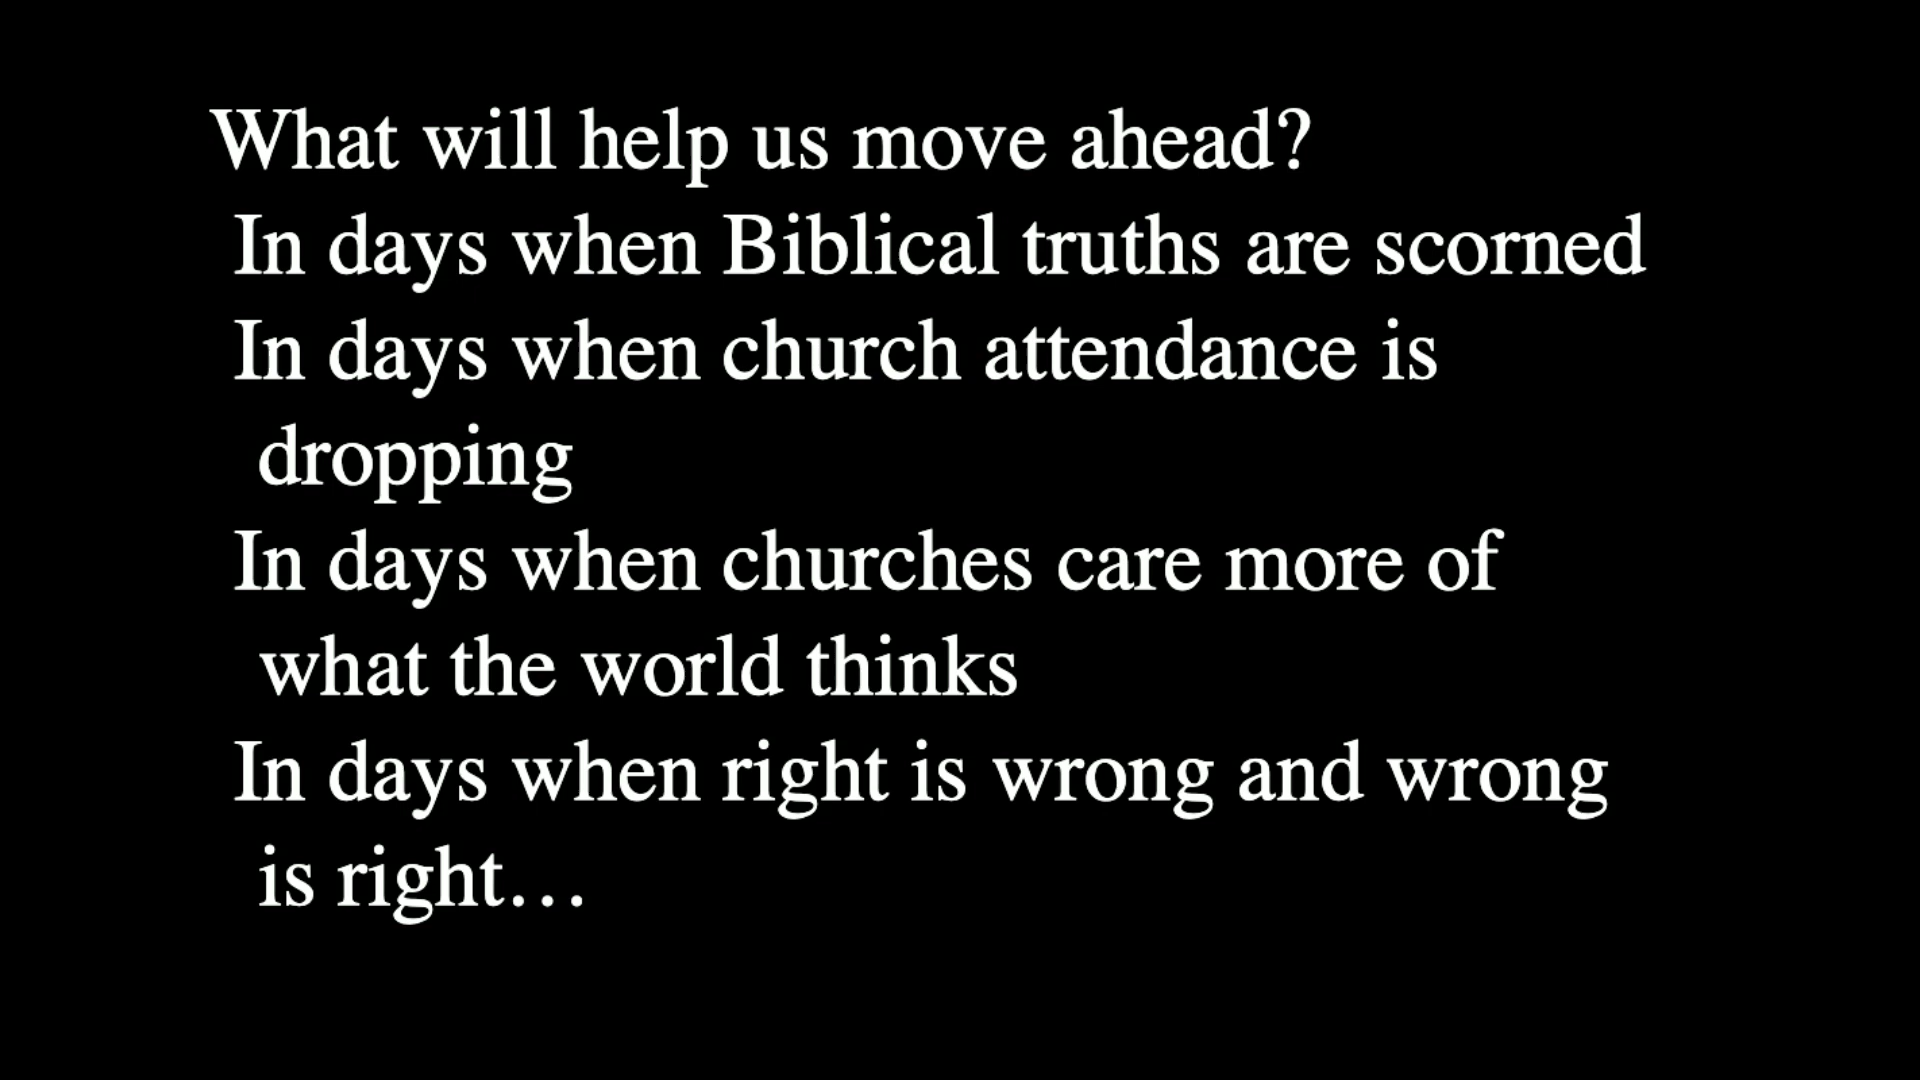 What will help us move ahead?
In days when Biblical truths are scorned
In days when church attendance is
dropping
In days when churches care more of
what the world thinks
In days when right is wrong and wrong
is right…